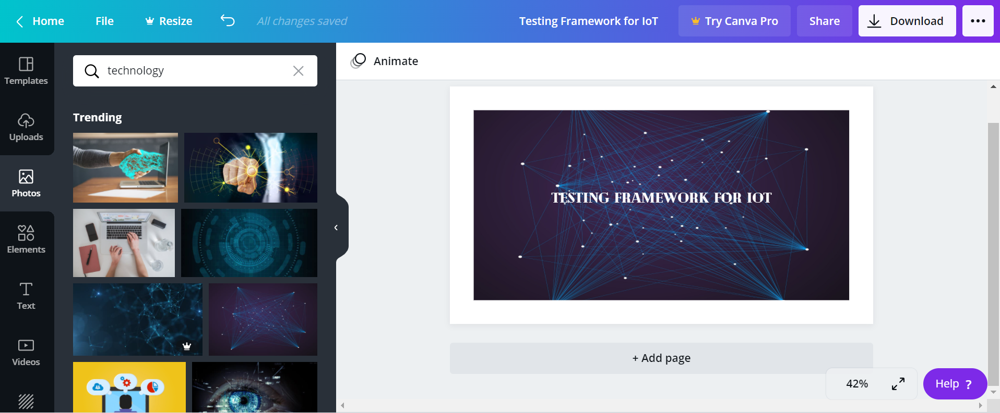 Home
File
Resize
All changes saved
Testing Framework for IoT
Try Canva Pro
Share
Download
Templates
Uploads
Photos
Elements
Text
Videos
technology
Trending
Animate
TESTING FRAMEWORK FOR IOT
+ Add page
42%
Help ?